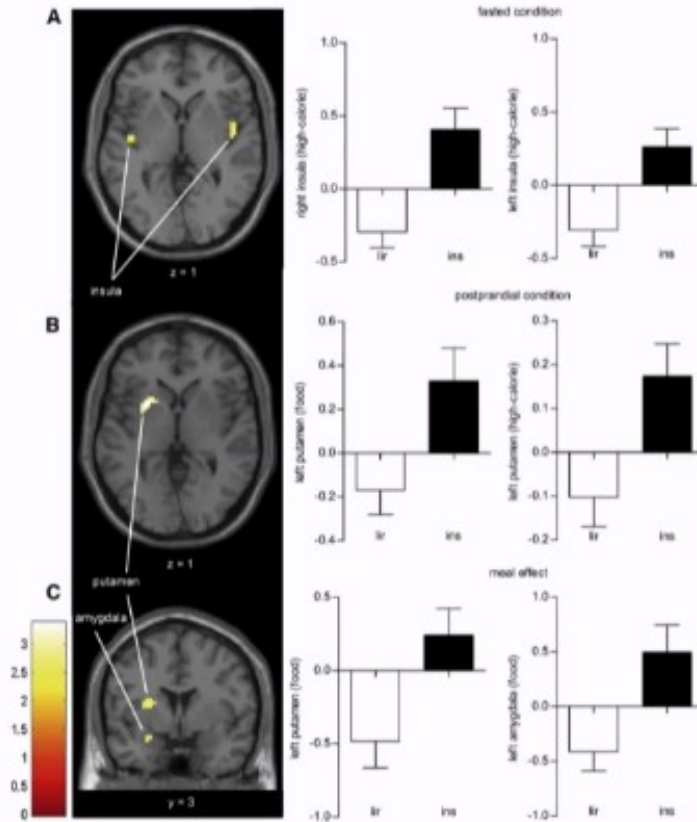 A
fasted condition
1.0
0.5
0.0
-0.5
right insula (high-calorie)
lir
ins
1.0
0.5
0.0
-0.5
left insula (high-calorie)
lir
ins
insula
z = 1
B
postprandial condition
0.6
0.4
0.2
0.0
-0.2
-0.4
left putamen (food)
lir
ins
0.3
0.2
0.1
0.0
-0.1
-0.2
left putamen (high-calorie)
lir
ins
z = 1
putamen
amygdala
C
meal effect
3
2.5
2
1.5
1
0.5
0
y = 3
0.5
0.0
-0.5
-1.0
left putamen (food)
lir
ins
1.0
0.5
0.0
-0.5
-1.0
left amygdala (food)
lir
ins